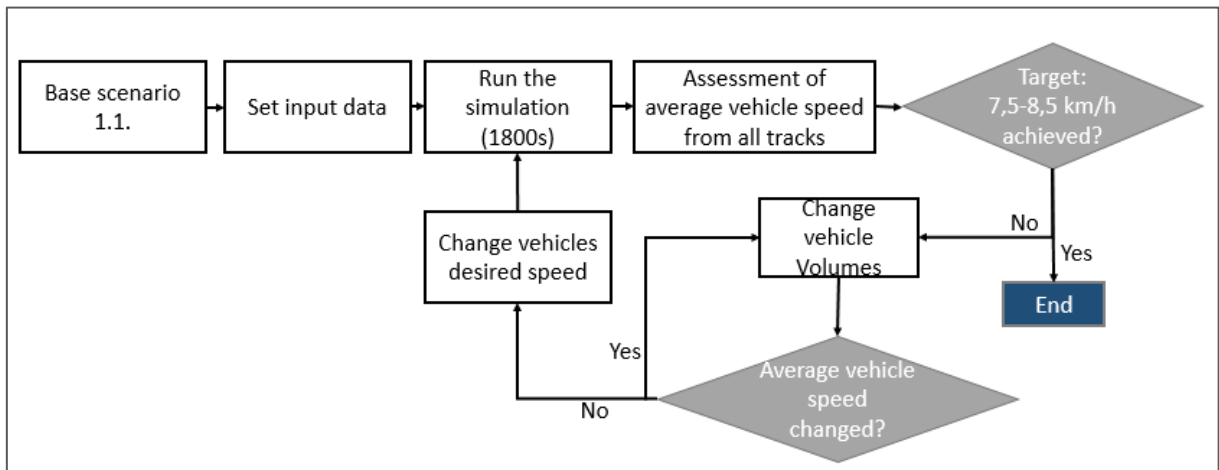 Base scenario
1.1.
Set input data
Run the
simulation
(1800s)
Assessment of
average vehicle speed
from all tracks
Target:
7,5-8,5 km/h
achieved?
No
Yes
End
Change
vehicle
Volumes
Change vehicles
desired speed
Yes
No
Average vehicle
speed
changed?